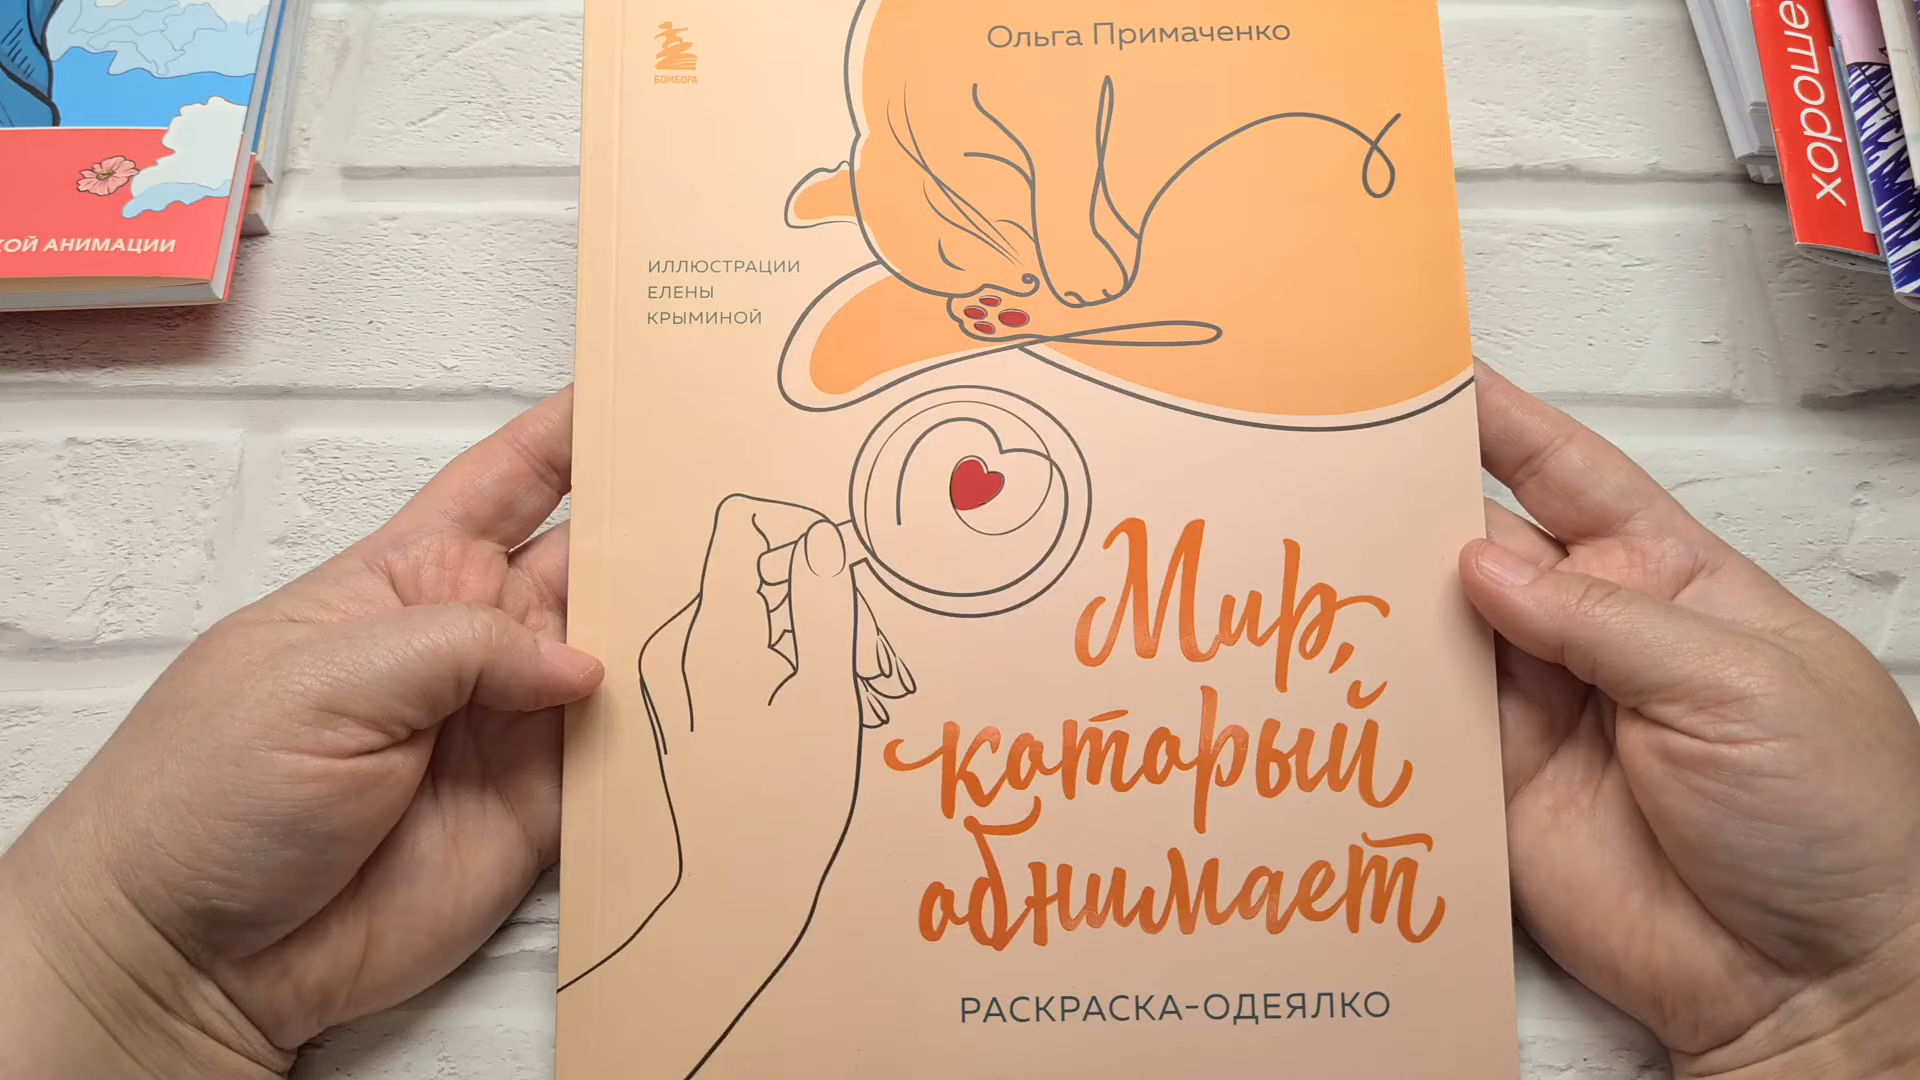 Ольга Примаченко
БОМБОРА
ИЛЛЮСТРАЦИИ
ЕЛЕНЫ
КРЫМИНОЙ
Мир,
который
обнимает
РАСКРАСКА-ОДЕЯЛКО
КОЙ АНИМАЦИИ
хороше